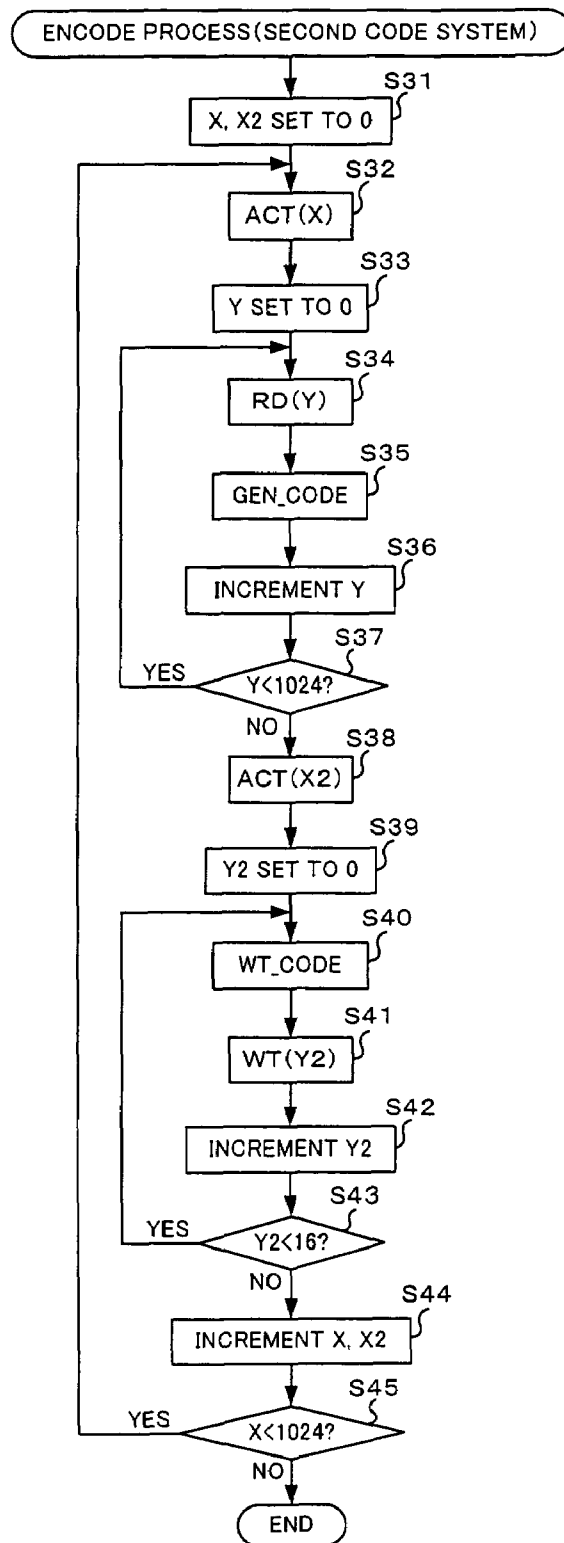 ENCODE PROCESS(SECOND CODE SYSTEM)
S31
X, X2 SET TO 0
S32
ACT(X)
S33
Y SET TO 0
S34
RD(Y)
S35
GEN_CODE
S36
INCREMENT Y
S37
YES
Y<1024?
NO
S38
ACT(X2)
S39
Y2 SET TO 0
S40
WT_CODE
S41
WT(Y2)
S42
INCREMENT Y2
S43
YES
Y2<16?
NO
S44
INCREMENT X, X2
S45
YES
X<1024?
NO
END